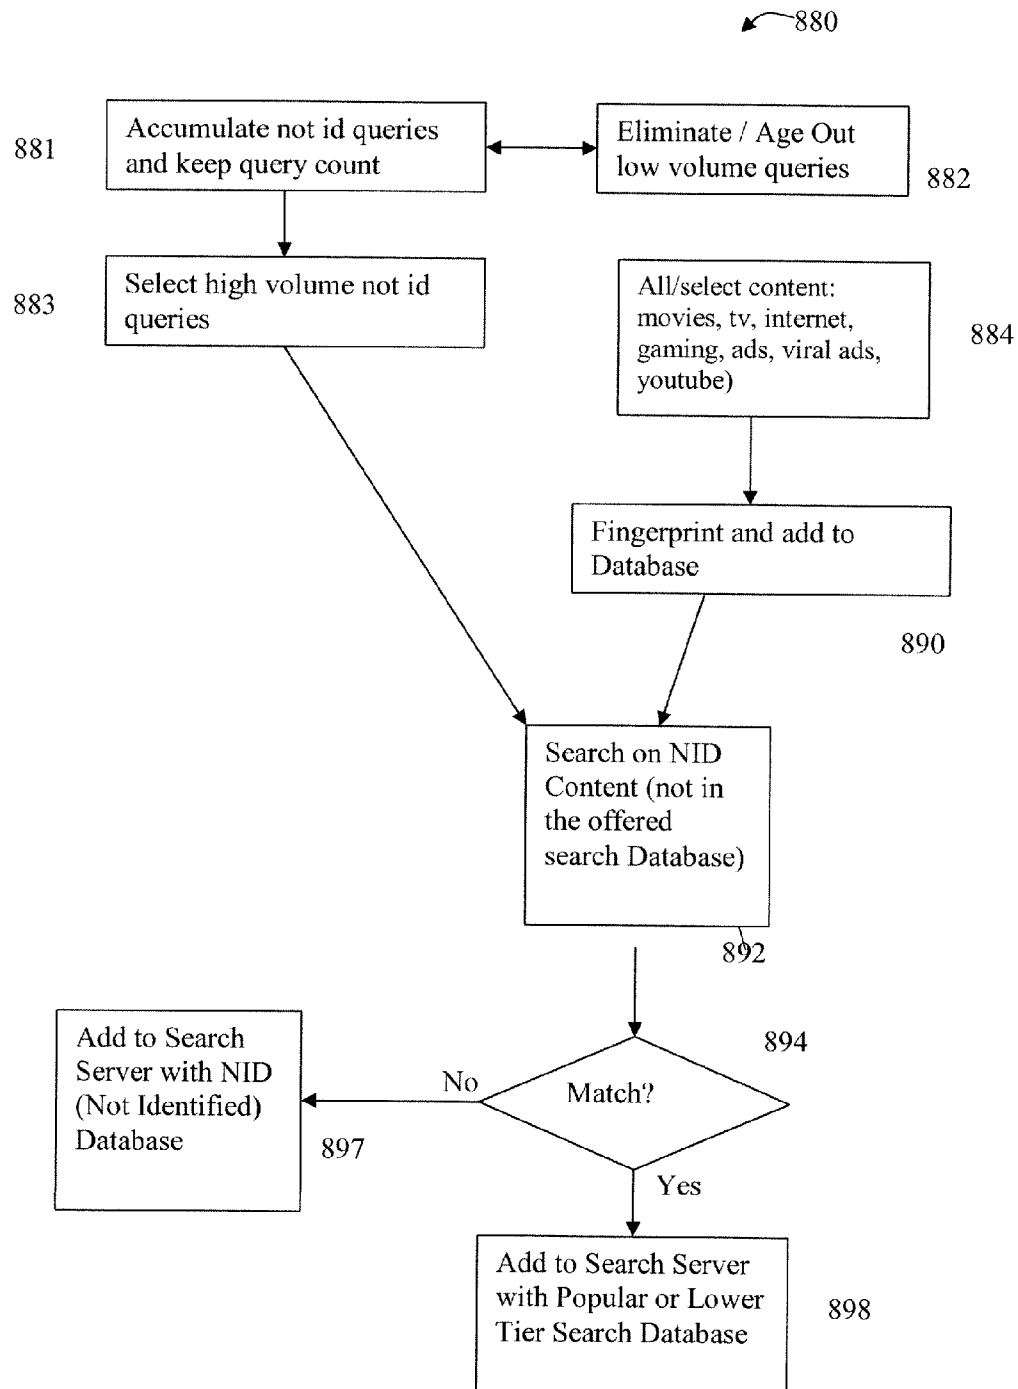 880
881
Accumulate not id queries
and keep query count
Eliminate / Age Out
low volume queries
882
883
Select high volume not id
queries
All/select content:
movies, tv, internet,
gaming, ads, viral ads,
youtube)
884
Fingerprint and add to
Database
890
Search on NID
Content (not in
the offered
search Database)
892
894
Match?
No
Add to Search
Server with NID
(Not Identified)
Database
897
Yes
Add to Search Server
with Popular or Lower
Tier Search Database
898